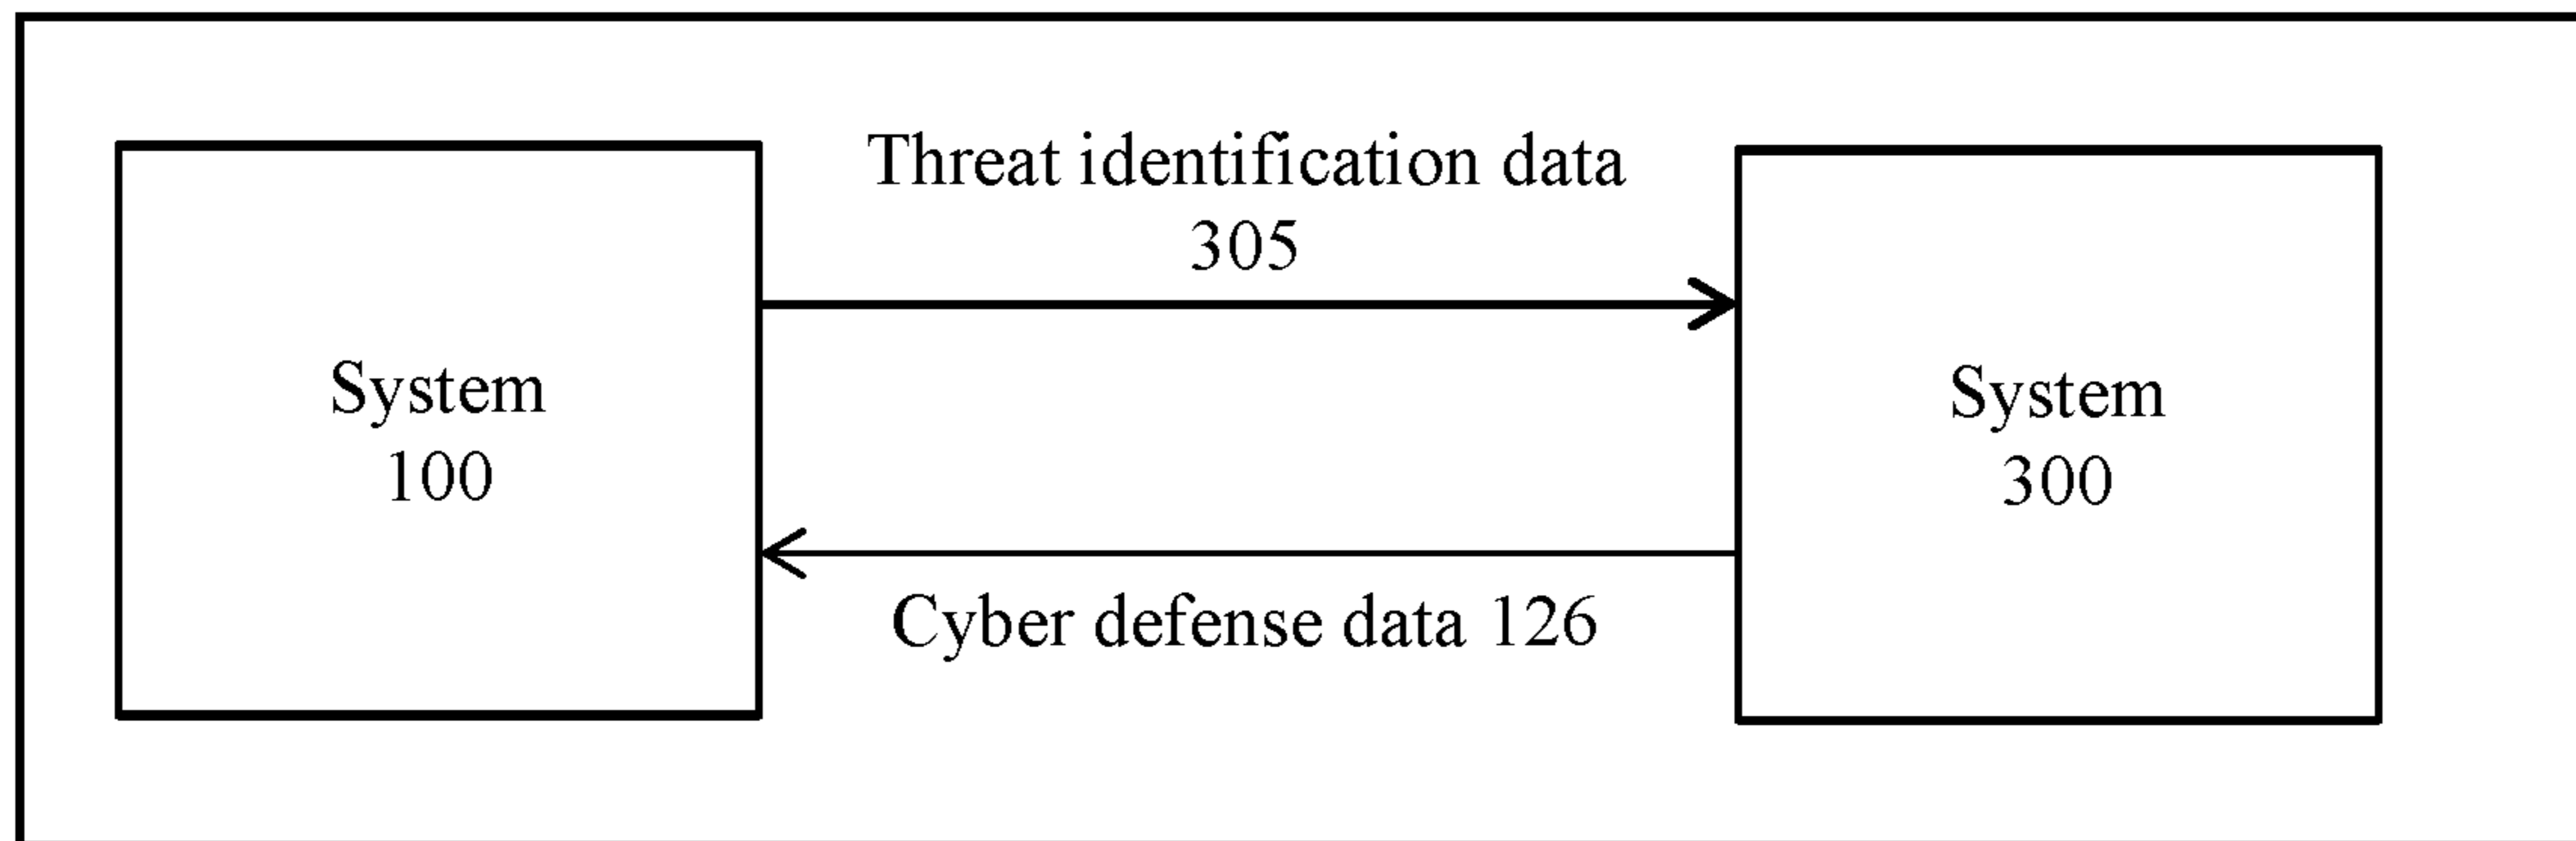 Threat identification data
305
System
100
System
300
Cyber defense data 126